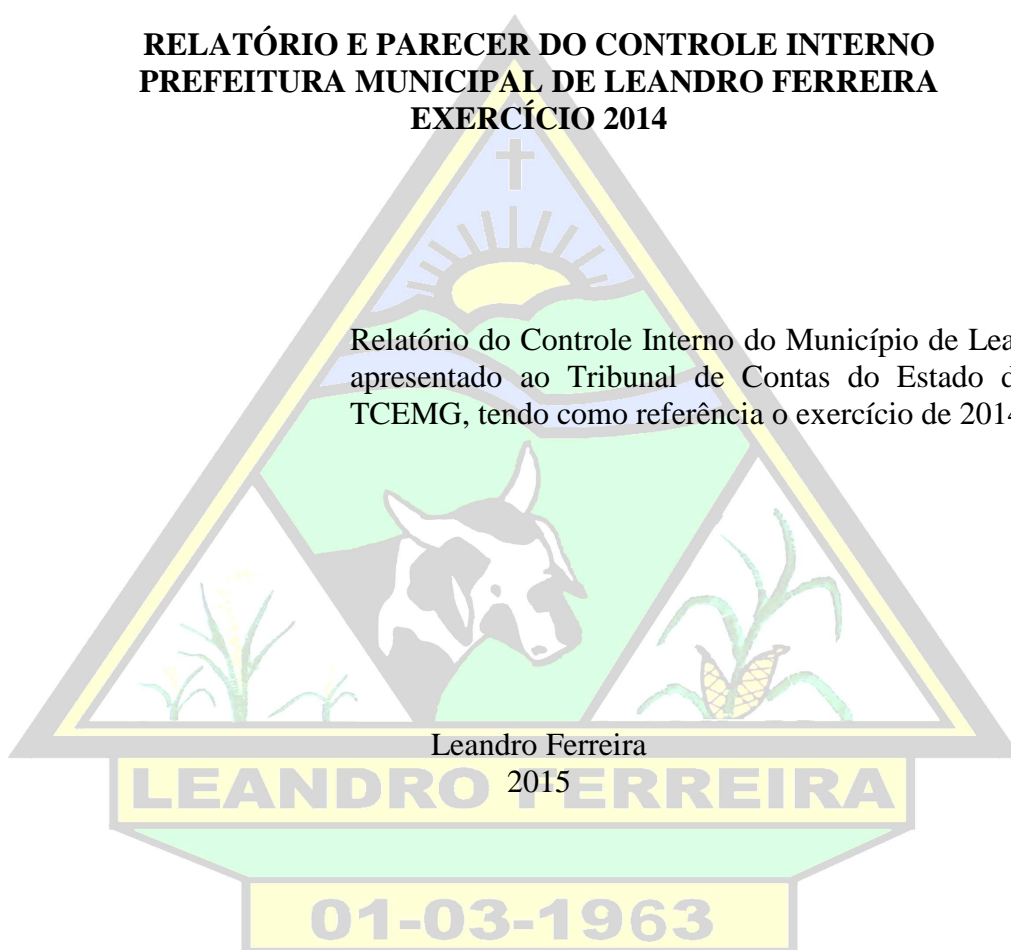 RELATÓRIO E PARECER DO CONTROLE INTERNO
PREFEITURA MUNICIPAL DE LEANDRO FERREIRA
EXERCÍCIO 2014
Relatório do Controle Interno do Município de
apresentado ao Tribunal de Contas do Estado
TCEMG, tendo como referência o exercício de 2014
Leandro Ferreira
2015
LEANDRO FERREIRA
01-03-1963